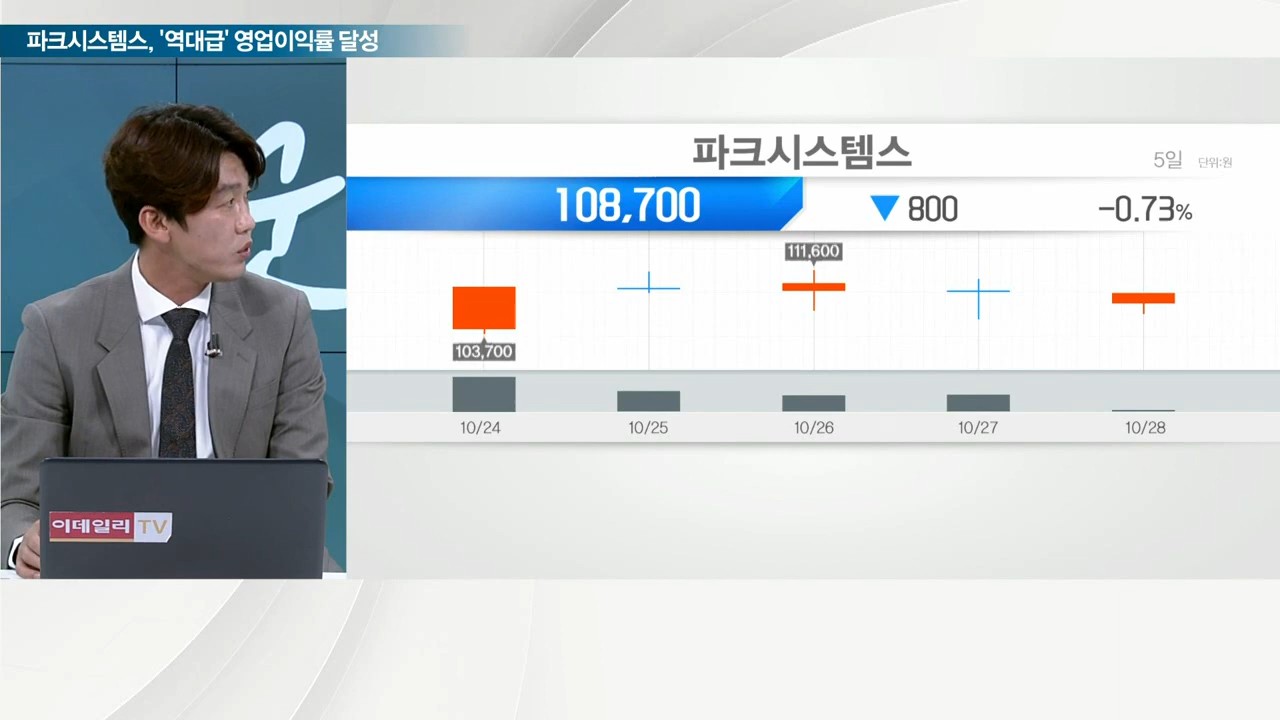 파크시스템스, '역대급' 영업이익률 달성
파크시스템스
5일 단위:원
108,700 ▼ 800 -0.73%
111,600
103,700
10/24 10/25 10/26 10/27 10/28
이데일리 TV